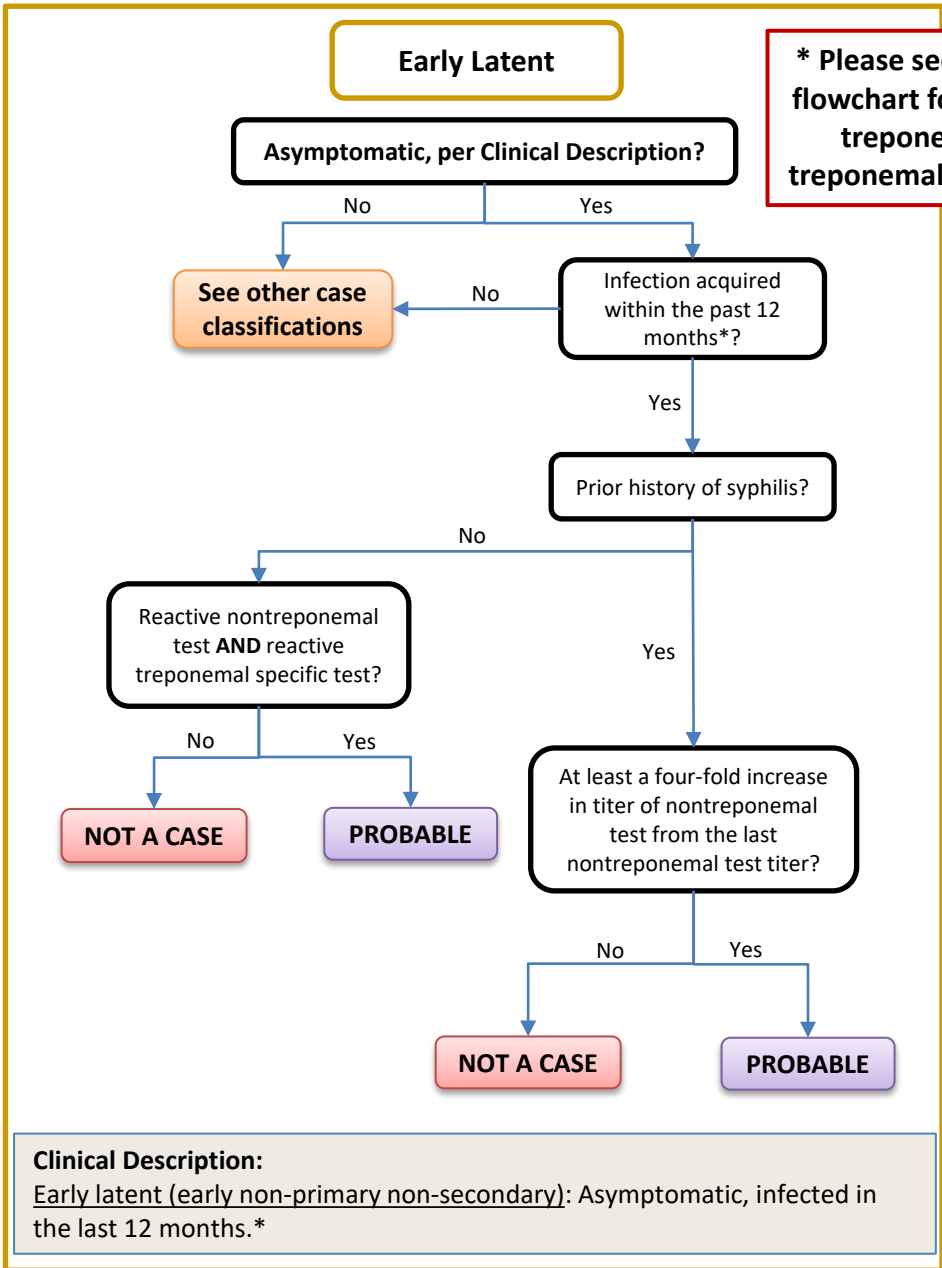 Early Latent
* Please see
flowchart fo
trepone
treponemal
Asymptomatic, per Clinical Description?
No
Yes
See other case
classifications
No
Infection acquired
within the past 12
months*?
Yes
Prior history of syphilis?
No
Reactive nontreponemal
test AND reactive
treponemal specific test?
Yes
No
Yes
At least a four-fold increase
in titer of nontreponemal
test from the last
nontreponemal test titer?
NOT A CASE
PROBABLE
No
Yes
NOT A CASE
PROBABLE
Clinical Description:
Early latent (early non-primary non-secondary): Asymptomatic, infected in
the last 12 months.*